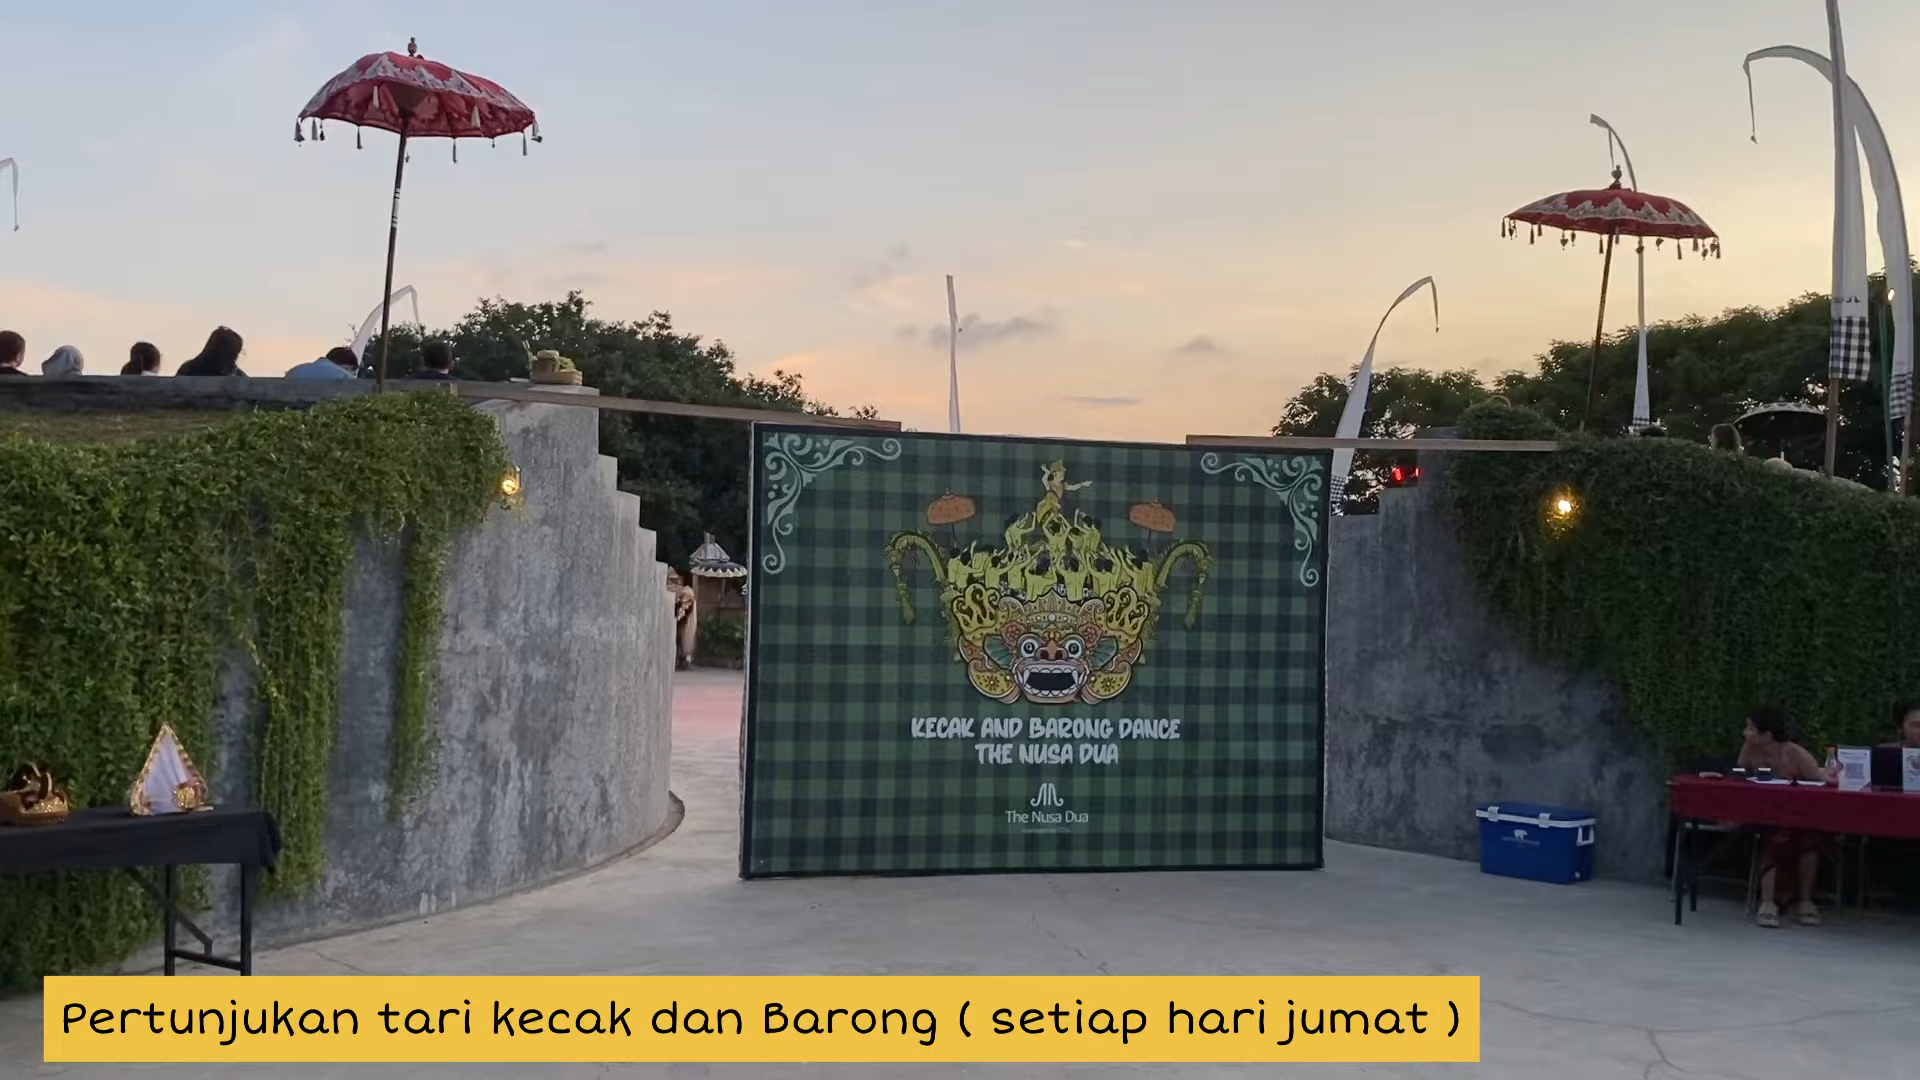 KECAK AND BARONG DANCE
THE NUSA DUA
The Nusa Dua
Pertunjukan tari kecak dan Barong ( setiap hari jumat )